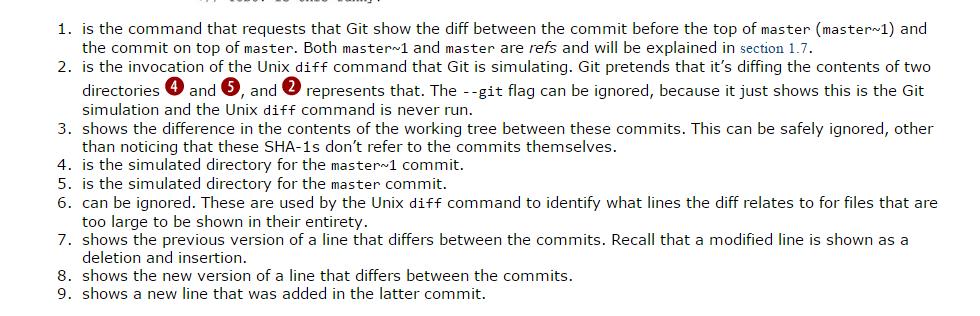 1. is the command that requests that Git show the diff between the commit before the top of master (master~1) and
the commit on top of master. Both master~1 and master are refs and will be explained in section 1.7.
2. is the invocation of the Unix diff command that Git is simulating. Git pretends that it's diffing the contents of two
directories 4 and 5, and 2 represents that. The --git flag can be ignored, because it just shows this is the Git
simulation and the Unix diff command is never run.
3. shows the difference in the contents of the working tree between these commits. This can be safely ignored, other
than noticing that these SHA-1s don't refer to the commits themselves.
4. is the simulated directory for the master~1 commit.
5. is the simulated directory for the master commit.
6. can be ignored. These are used by the Unix diff command to identify what lines the diff relates to for files that are
too large to be shown in their entirety.
7. shows the previous version of a line that differs between the commits. Recall that a modified line is shown as a
deletion and insertion.
8. shows the new version of a line that differs between the commits.
9. shows a new line that was added in the latter commit.